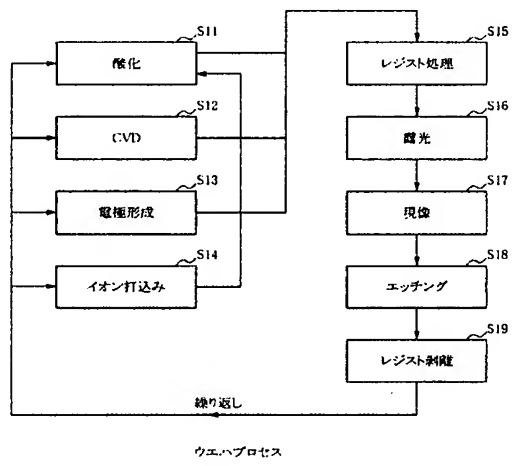 S11
酸化
S12
CVD
S13
電極形成
S14
イオン打込み
S15
レジスト処理
S16
露光
S17
現像
S18
エッチング
S19
レジスト剥離
繰り返し
ウエハプロセス